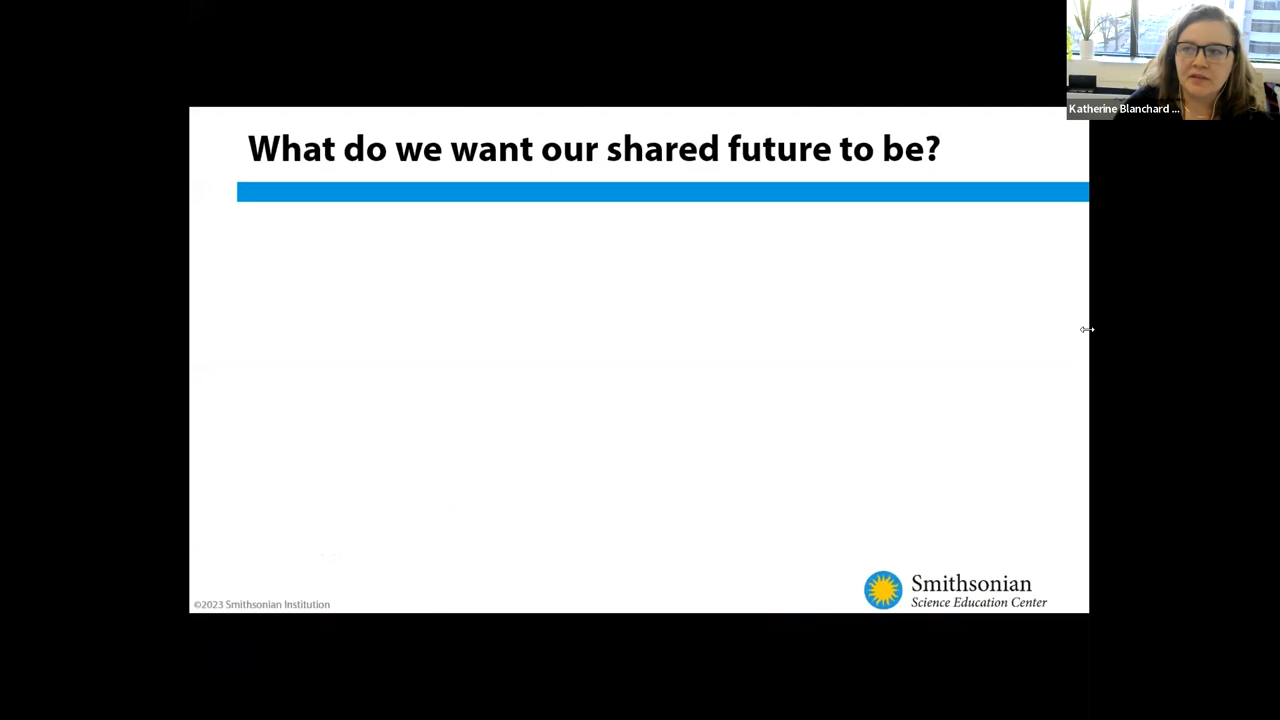 Katherine Blanchard ...
What do we want our shared future to be?
Smithsonian
Science Education Center
©2023 Smithsonian Institution